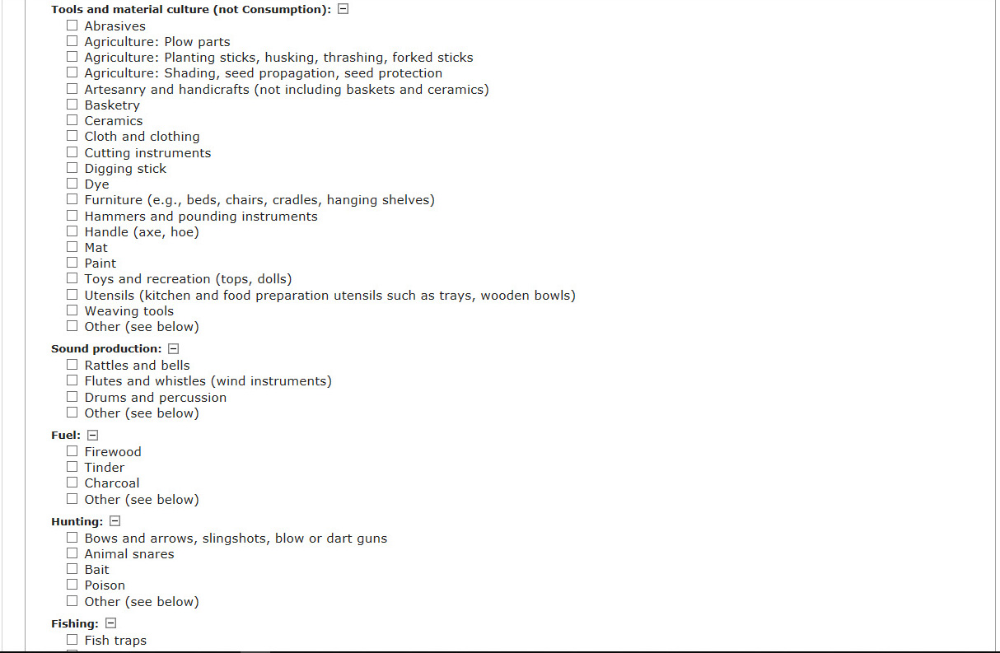 Tools and material culture (not Consumption):
Abrasives
Agriculture: Plow parts
Agriculture: Planting sticks, husking, thrashing, forked sticks
Agriculture: Shading, seed propagation, seed protection
Artesanry and handicrafts (not including baskets and ceramics)
Basketry
Ceramics
Cloth and clothing
Cutting instruments
Digging stick
Dye
Furniture (e.g., beds, chairs, cradles, hanging shelves)
Hammers and pounding instruments
Handle (axe, hoe)
Mat
Paint
Toys and recreation (tops, dolls)
Utensils (kitchen and food preparation utensils such as trays, wooden bowls)
Weaving tools
Other (see below)
Sound production:
Rattles and bells
Flutes and whistles (wind instruments)
Drums and percussion
Other (see below)
Fuel:
Firewood
Tinder
Charcoal
Other (see below)
Hunting:
Bows and arrows, slingshots, blow or dart guns
Animal snares
Bait
Poison
Other (see below)
Fishing:
Fish traps